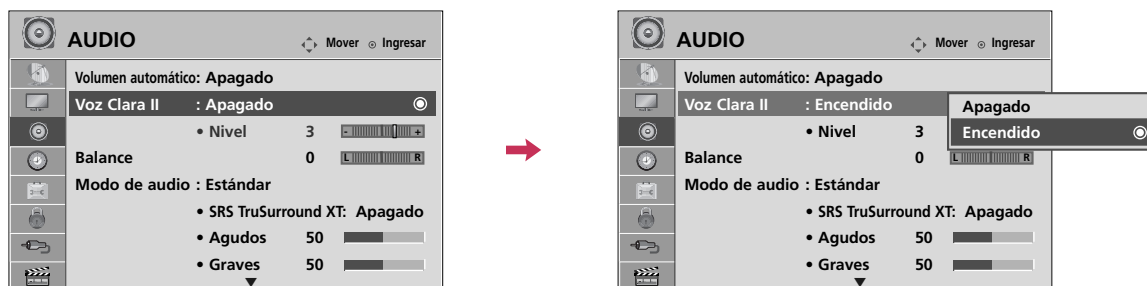 AUDIO Mover Ingresar
Volumen automático: Apagado
Voz Clara II : Apagado
• Nivel 3 - +
Balance 0 L R
Modo de audio : Estándar
• SRS TruSurround XT: Apagado
• Agudos 50
• Graves 50
AUDIO Mover Ingresar
Volumen automático: Apagado
Voz Clara II : Encendido
Apagado
Encendido
• Nivel 3
Balance 0 L R
Modo de audio : Estándar
• SRS TruSurround XT: Apagado
• Agudos 50
• Graves 50